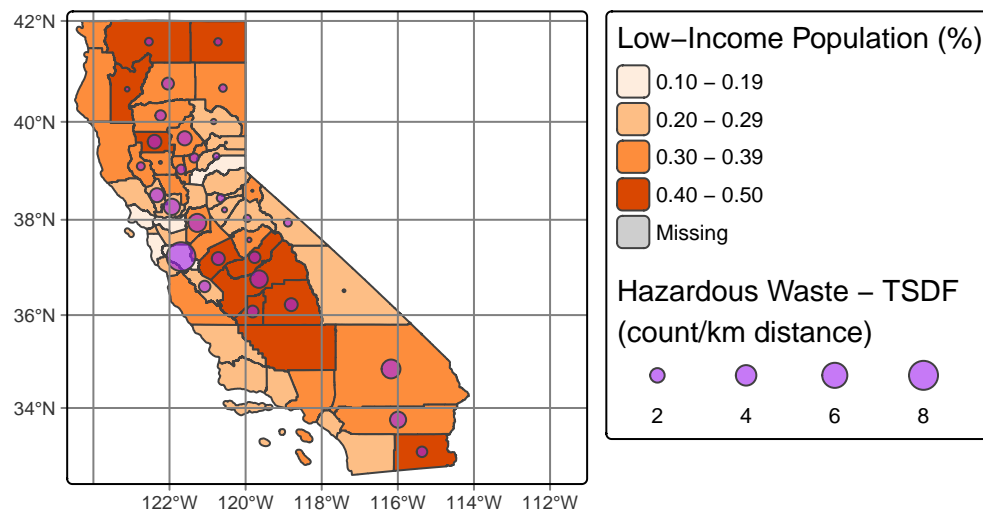 42°N
40°N
38°N
36°N
34°N
122°W 120°W 118°W 116°W 114°W 112°W
Low−Income Population (%)
0.10 − 0.19
0.20 − 0.29
0.30 − 0.39
0.40 − 0.50
Missing
Hazardous Waste − TSDF
(count/km distance)
2 4 6 8